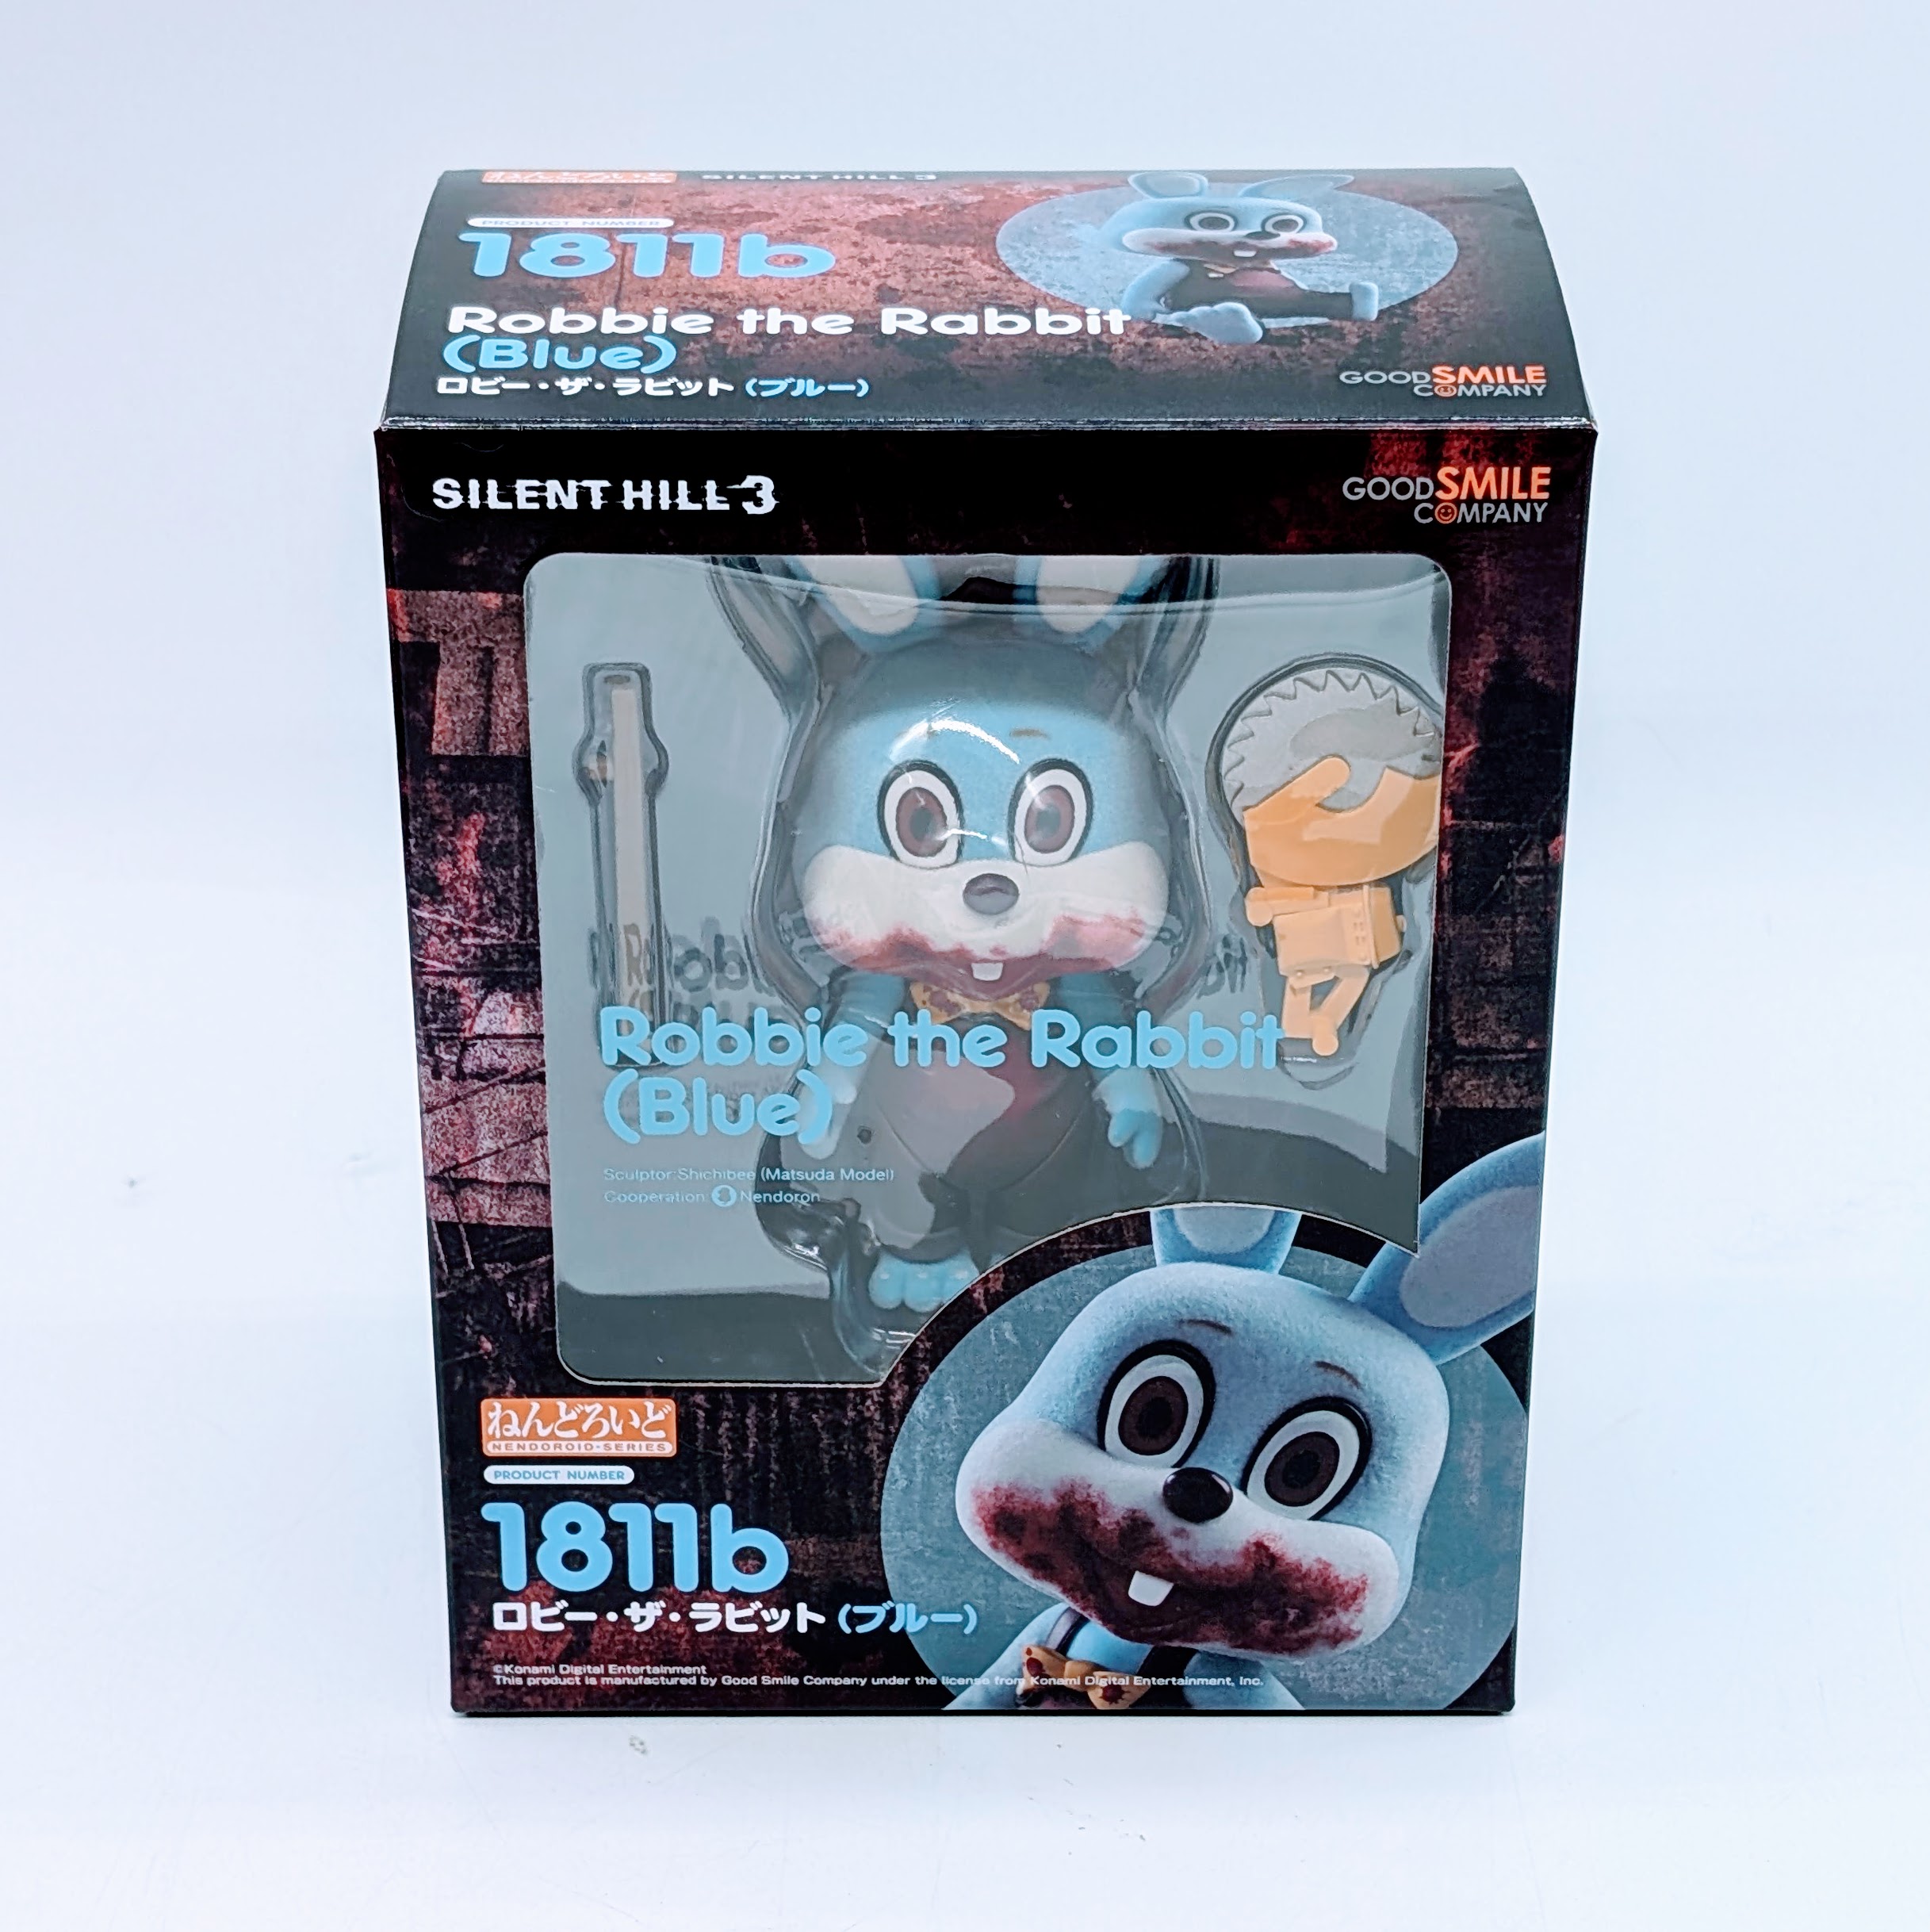 ねんどろいど
SILENT HILL 3
PRODUCT NUMBER
1811b
Robbie the Rabbit
(Blue)
ロビー・ザ・ラビット(ブルー)
GOOD SMILE
COMPANY
SILENT HILL 3
GOOD SMILE
COMPANY
Robbie the Rabbit
(Blue)
Sculptor:Shichibee (Matsuda Model)
Cooperation: Nendoron
ねんどろいど
NENDOROID-SERIES
PRODUCT NUMBER
1811b
ロビー・ザ・ラビット(ブルー)
©Konami Digital Entertainment
This product is manufactured by Good Smile Company under the license from Konami Digital Entertainment, Inc.